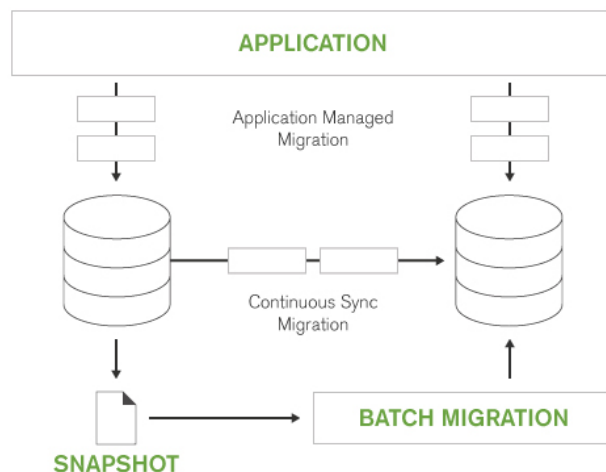 APPLICATION
Application Managed
Migration
Continuous Sync
Migration
BATCH MIGRATION
SNAPSHOT